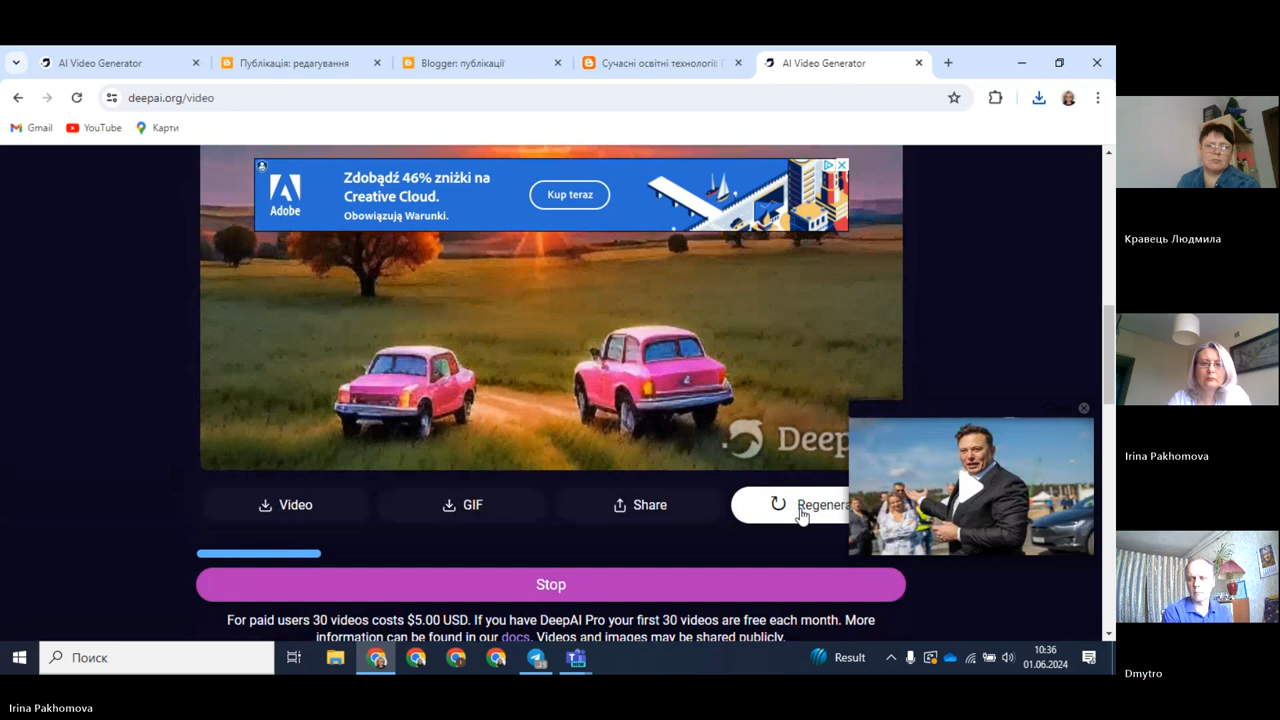 AI Video Generator
Публікація: редагування
Blogger: публікації
Сучасні освітні технології:
AI Video Generator
deepai.org/video
Gmail
YouTube
Карти
Adobe
Zdobądź 46% zniżki na
Creative Cloud.
Obowiązują Warunki.
Kup teraz
Deep
Video
GIF
Share
Regenera
Stop
For paid users 30 videos costs $5.00 USD. If you have DeepAI Pro your first 30 videos are free each month. More
information can be found in our docs. Videos and images may be shared publicly.
Поиск
Result
10:36
01.06.2024
Кравець Людмила
Irina Pakhomova
Dmytro
Irina Pakhomova